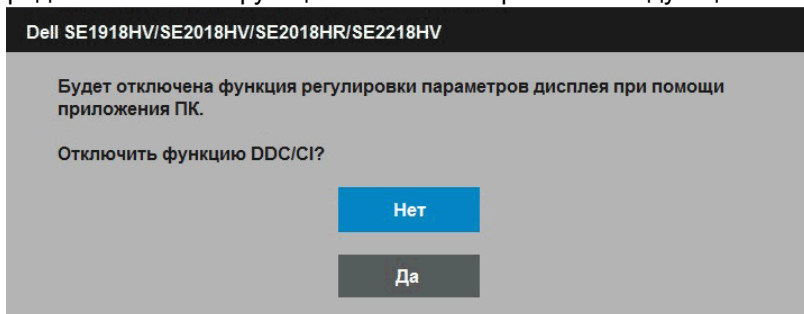 Dell SE1918HV/SE2018HV/SE2018HR/SE2218HV
Будет отключена функция регулировки параметров дисплея при помощи
приложения ПК.
Отключить функцию DDC/CI?
Нет
Да